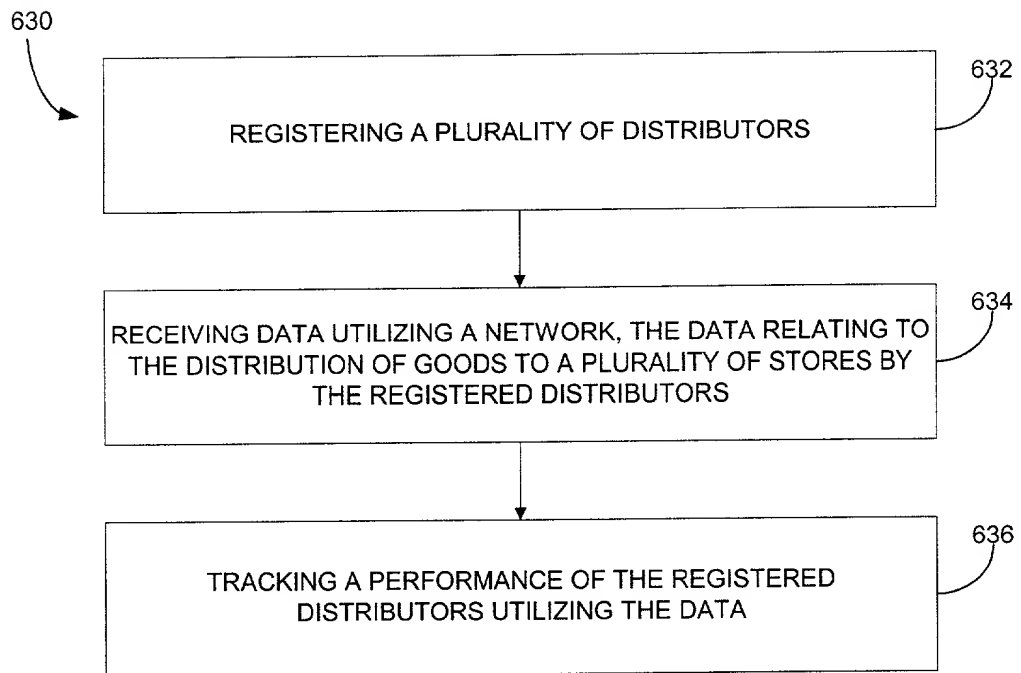 630
632
REGISTERING A PLURALITY OF DISTRIBUTORS
634
RECEIVING DATA UTILIZING A NETWORK, THE DATA RELATING TO
THE DISTRIBUTION OF GOODS TO A PLURALITY OF STORES BY
THE REGISTERED DISTRIBUTORS
636
TRACKING A PERFORMANCE OF THE REGISTERED
DISTRIBUTORS UTILIZING THE DATA